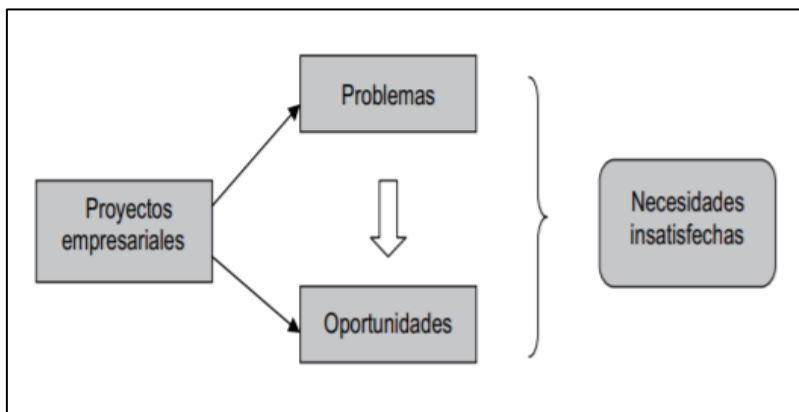 Problemas
Proyectos
empresariales
Necesidades
insatisfechas
Oportunidades